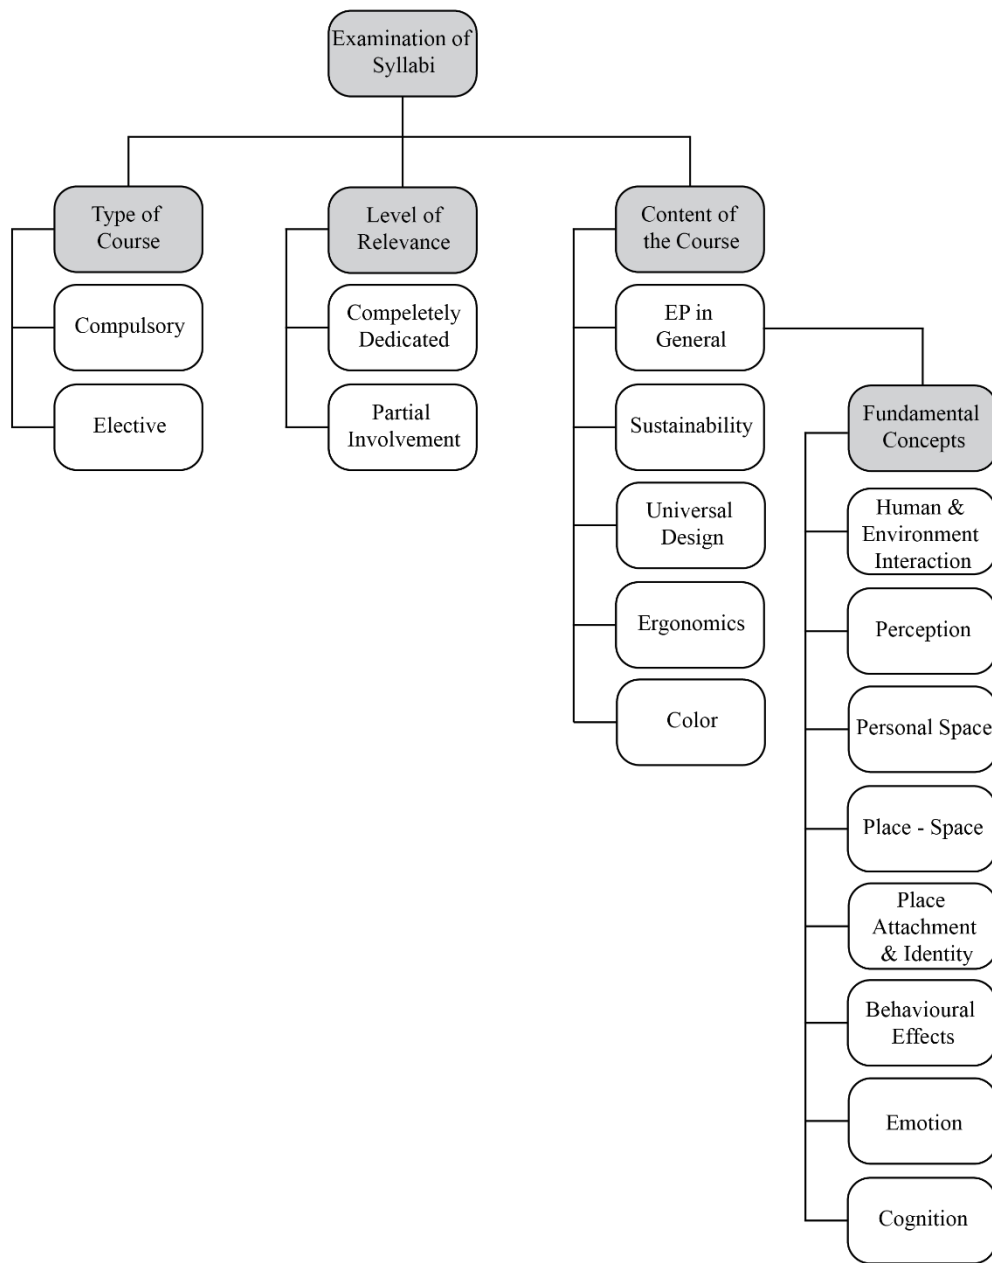 Examination of
Syllabi
Type of
Course
Compulsory
Elective
Level of
Relevance
Compeletely
Dedicated
Partial
Involvement
Content of
the Course
EP in
General
Sustainability
Universal
Design
Ergonomics
Color
Fundamental
Concepts
Human &
Environment
Interaction
Perception
Personal Space
Place - Space
Place
Attachment
& Identity
Behavioural
Effects
Emotion
Cognition